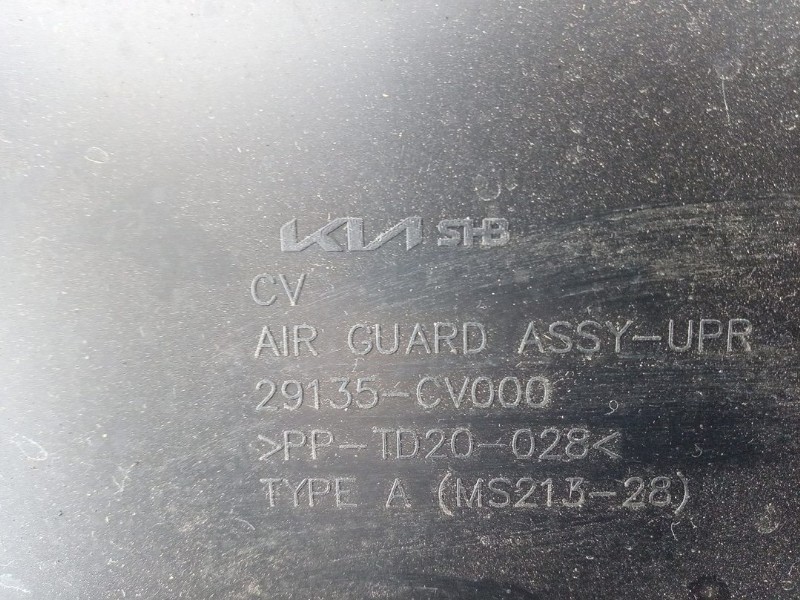 KIA SHB
CV
AIR GUARD ASSY-UPR
29135-CV000
>PP-TD20-028<
TYPE A (MS213-28)